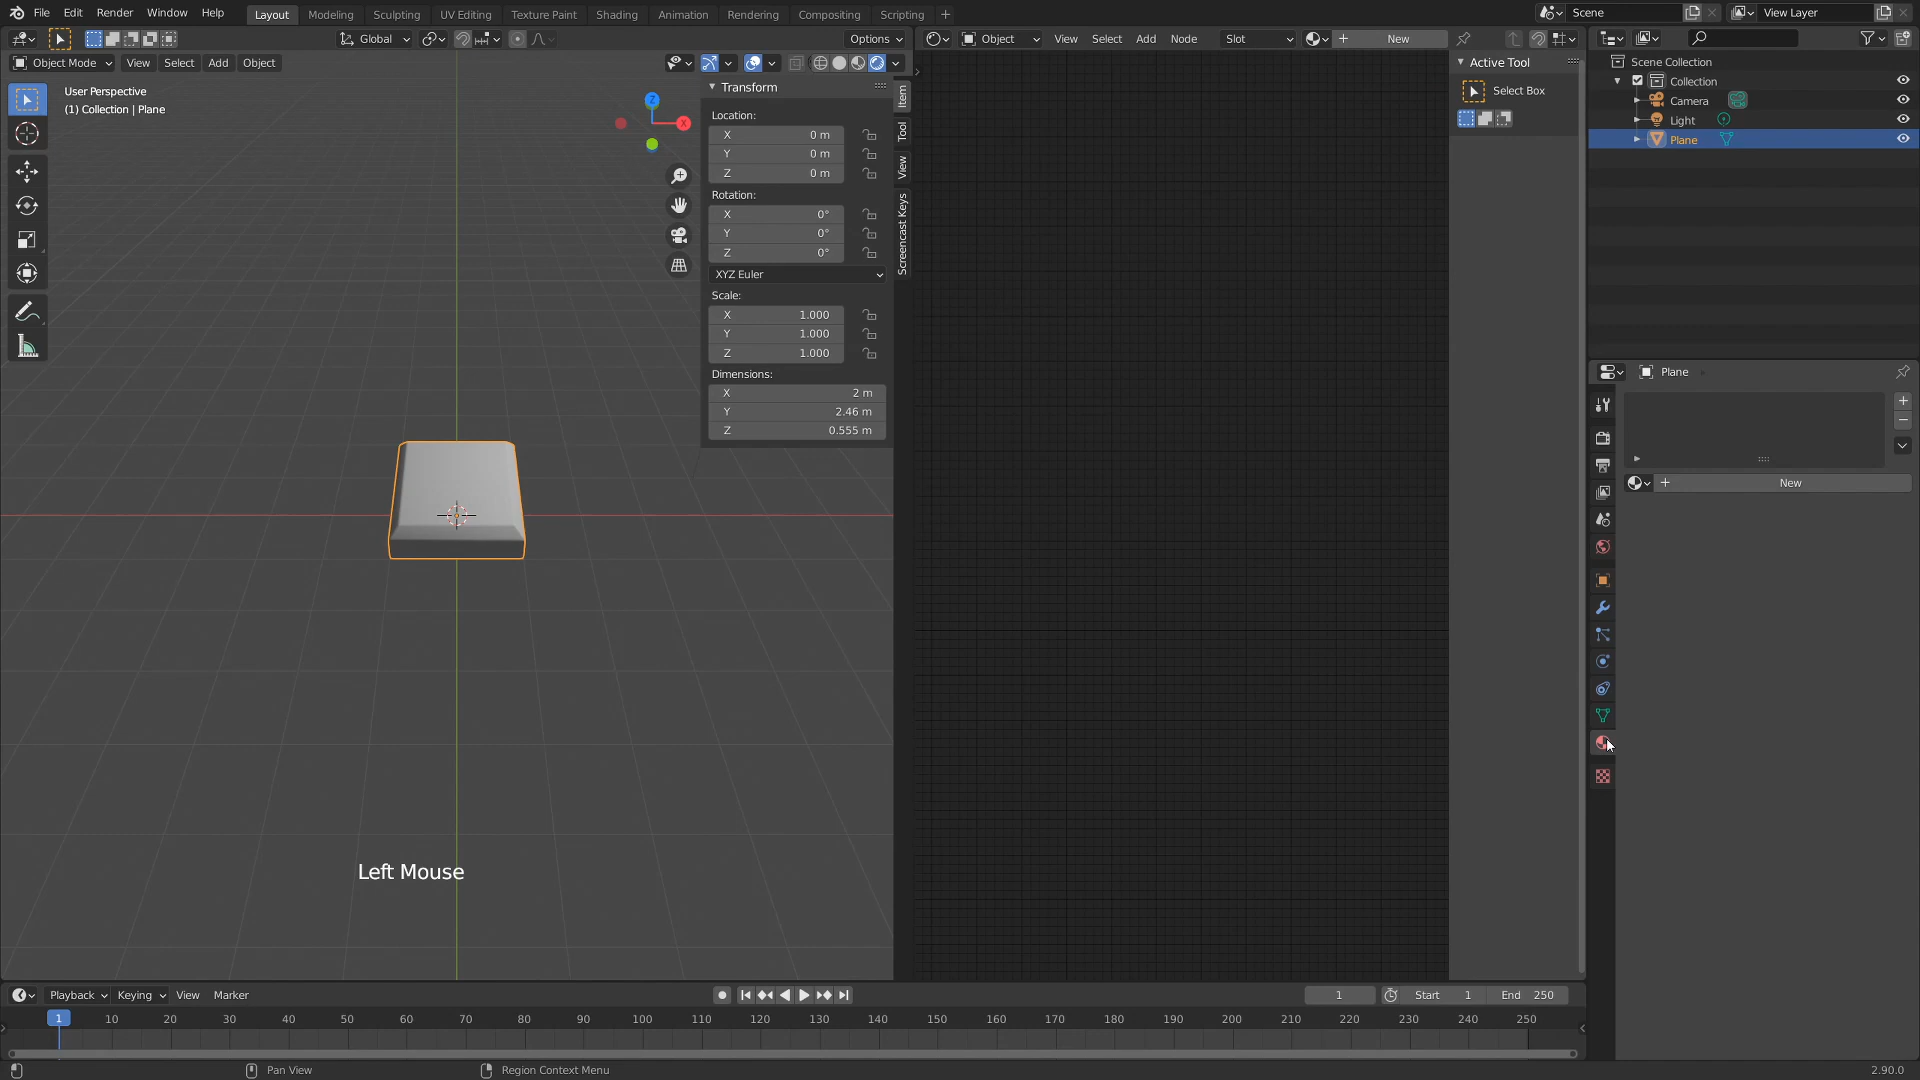 File Edit Render Window Help Layout Modeling Sculpting UV Editing Texture Paint Shading Animation Rendering Compositing Scripting + Scene View Layer
Global Options Object View Select Add Node Slot New
Object Mode View Select Add Object
User Perspective
(1) Collection | Plane
Z
X
Transform
Location:
X 0 m
Y 0 m
Z 0 m
Rotation:
X 0°
Y 0°
Z 0°
XYZ Euler
Scale:
X 1.000
Y 1.000
Z 1.000
Dimensions:
X 2 m
Y 2.46 m
Z 0.555 m
Item
Tool
View
Screencast Keys
Active Tool
Select Box
Scene Collection
Collection
Camera
Light
Plane
Plane
New
Left Mouse
Playback Keying View Marker 1 Start 1 End 250
1 10 20 30 40 50 60 70 80 90 100 110 120 130 140 150 160 170 180 190 200 210 220 230 240 250
Pan View Region Context Menu 2.90.0